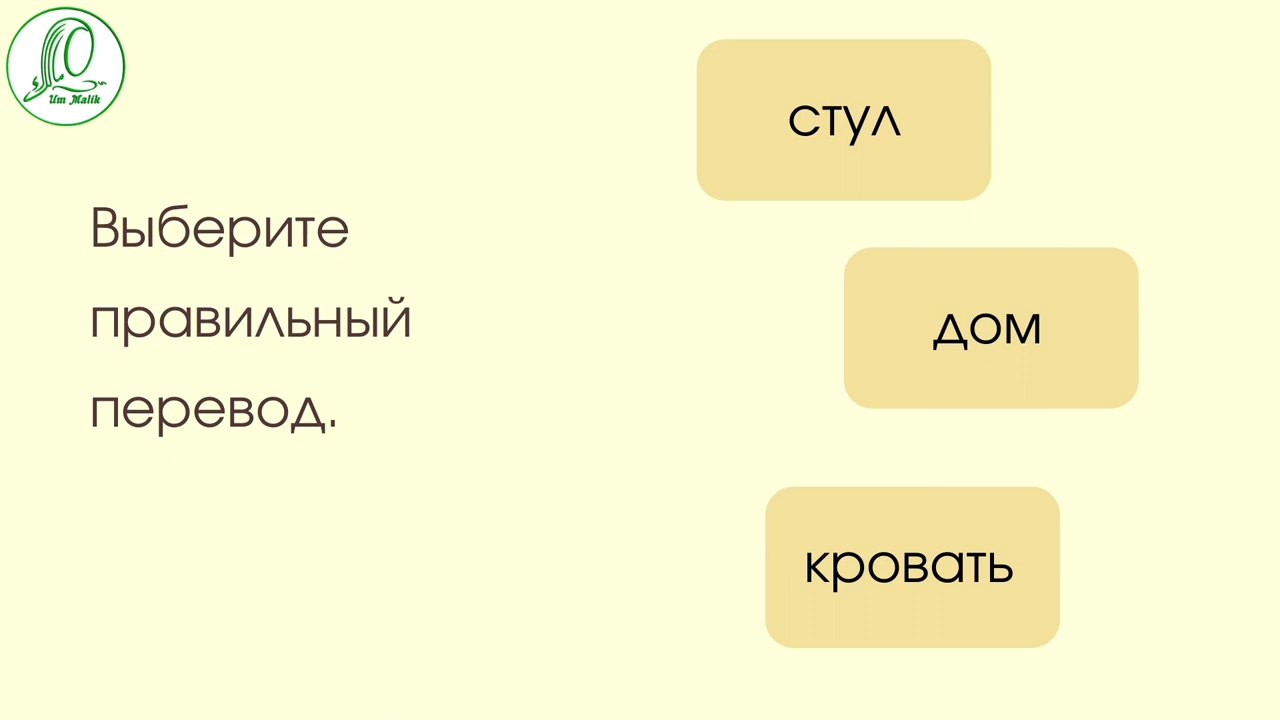 Um Malik
стул
Выберите
правильный
дом
перевод.
кровать